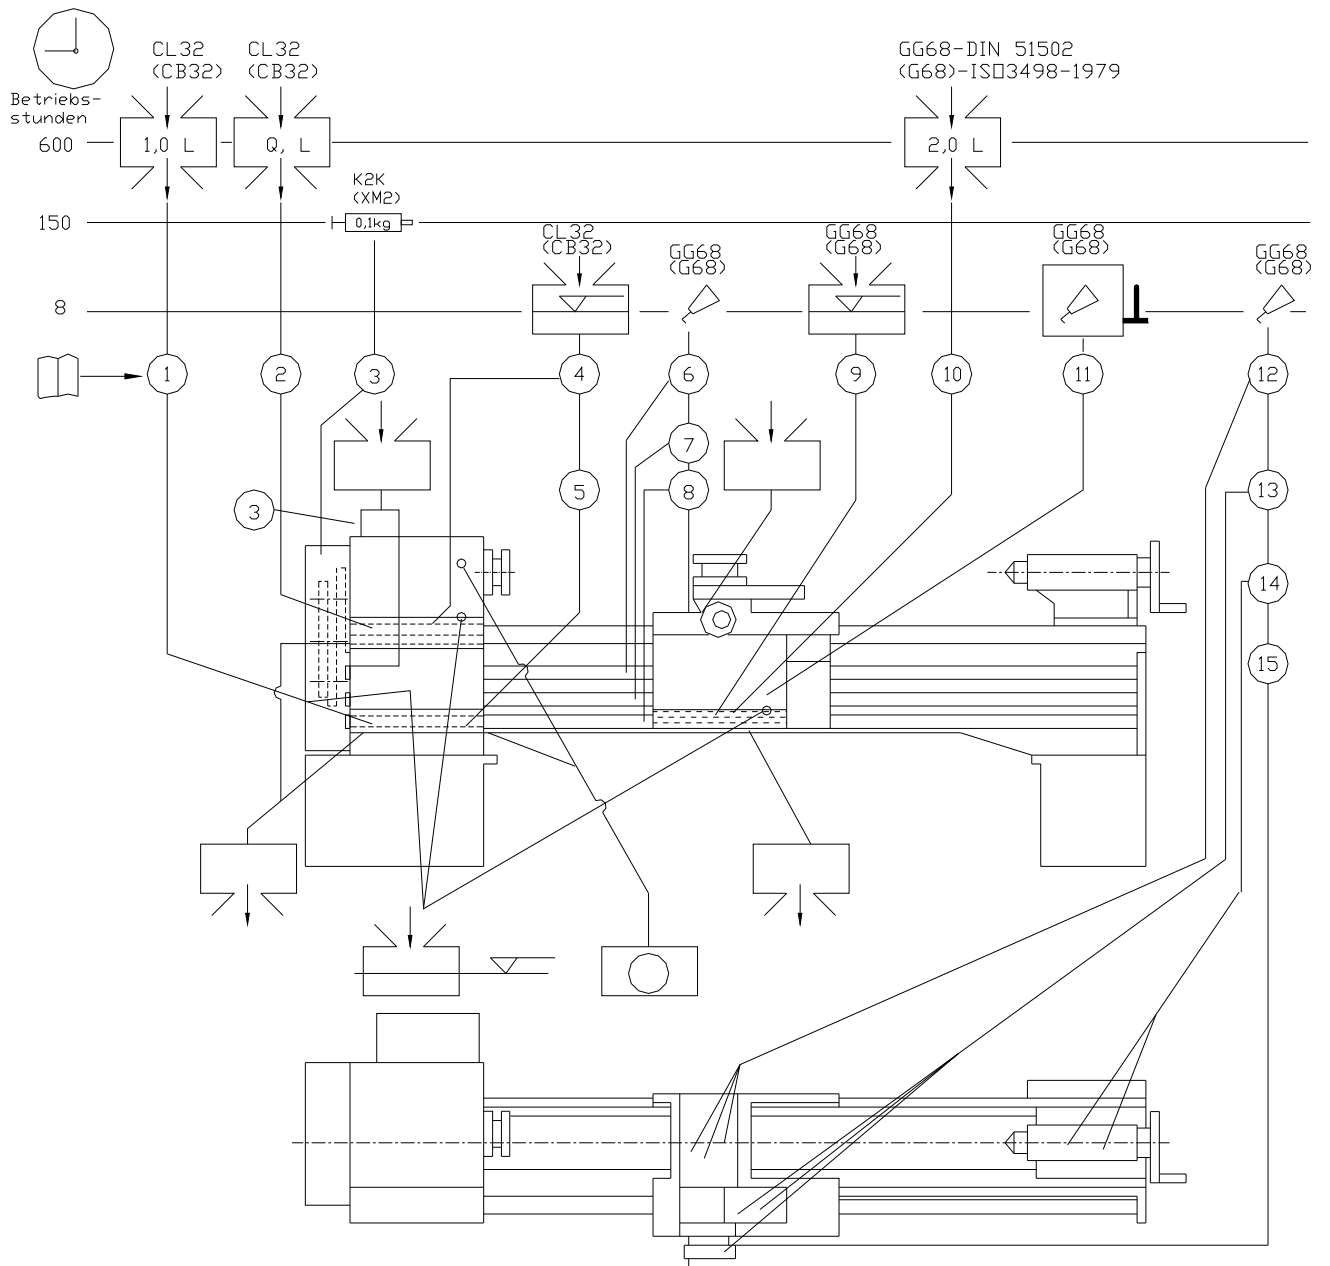 CL32
(CB32)
CL32
(CB32)
GG68-DIN 51502
(G68)-ISO3498-1979
Betriebs-
stunden
600
1,0 L
Q, L
2,0 L
K2K
(XM2)
150
0,1kg
CL32
(CB32)
GG68
(G68)
GG68
(G68)
GG68
(G68)
GG68
(G68)
8
1
2
3
4
6
9
10
11
12
7
5
8
13
3
14
15